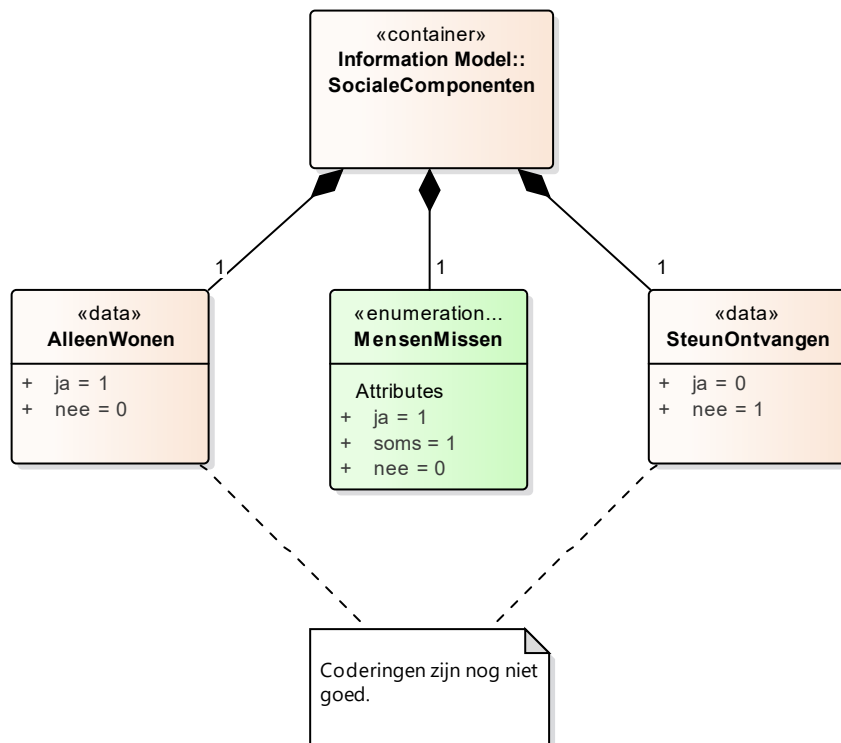 «container»
Information Model::
SocialeComponenten
1
1
1
«data»
AlleenWonen
+ ja = 1
+ nee = 0
«enumeration...
MensenMissen
Attributes
+ ja = 1
+ soms = 1
+ nee = 0
«data»
SteunOntvangen
+ ja = 0
+ nee = 1
Coderingen zijn nog niet
goed.